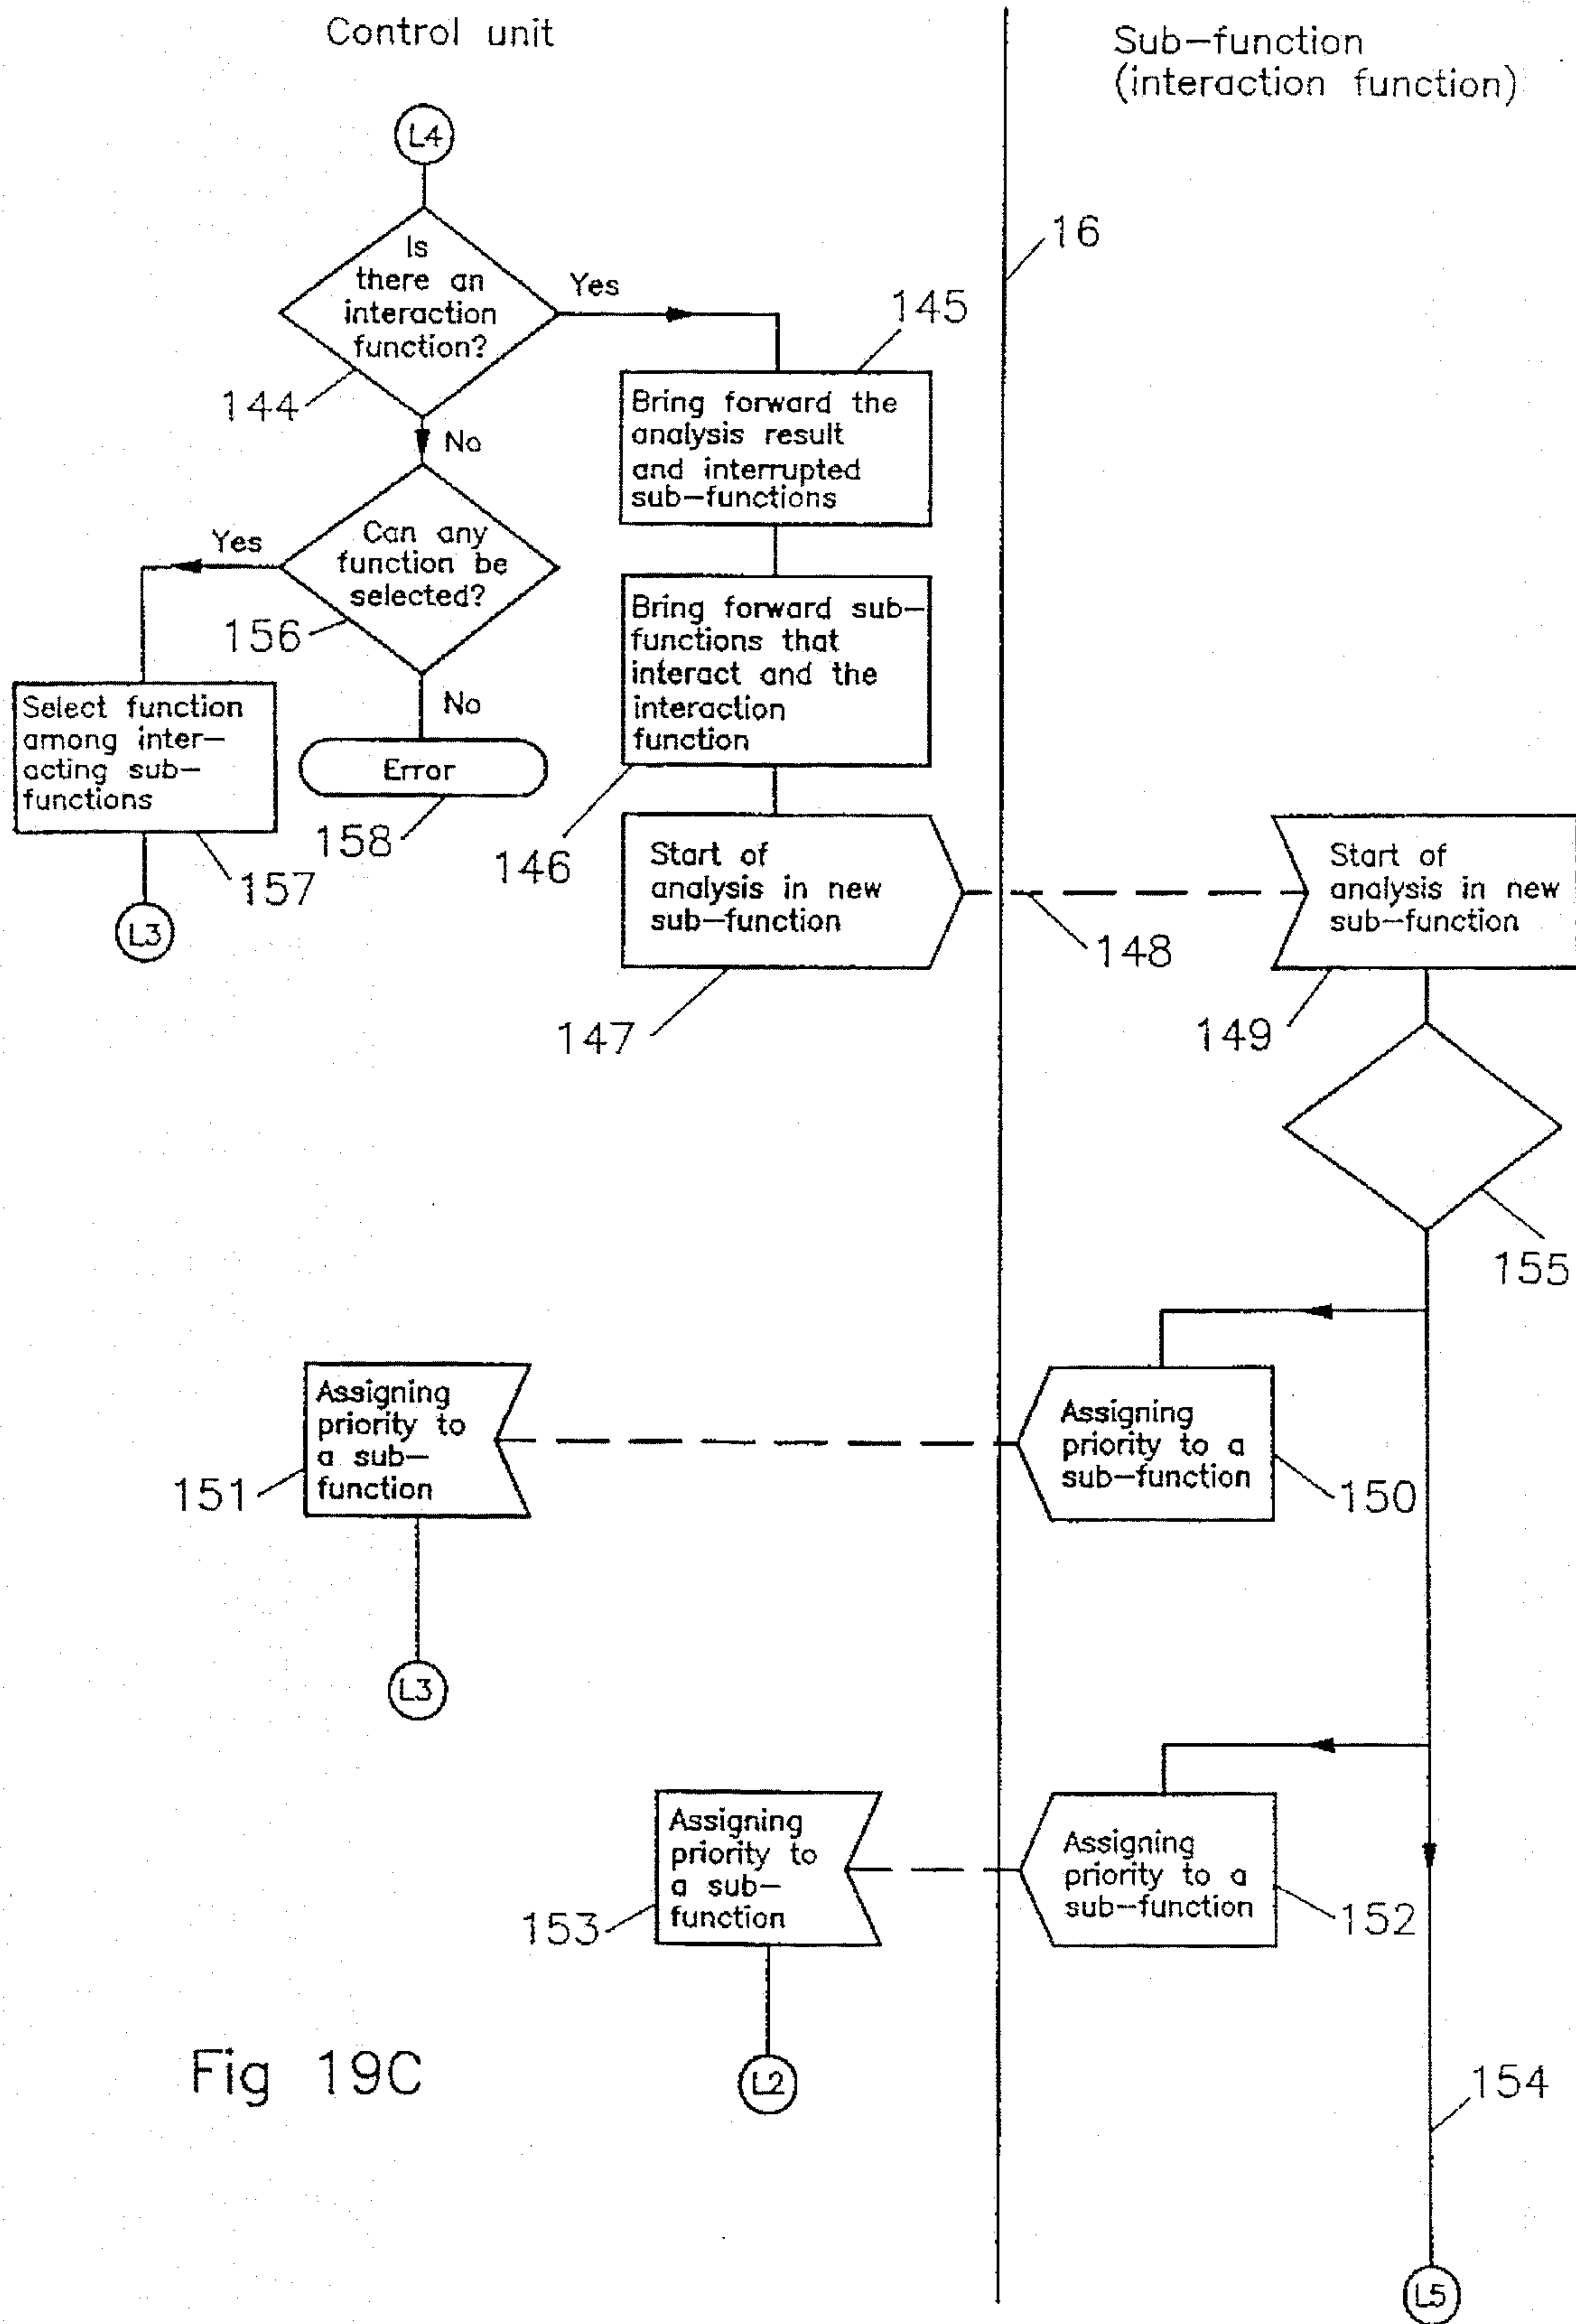 Control unit
Sub-function
(interaction function)
L4
16
Is
there an
interaction
function?
Yes
144
No
145
Bring forward the
analysis result
and interrupted
sub-functions
Can any
function be
selected?
Yes
156
No
Bring forward sub-
functions that
interact and the
interaction
function
146
Select function
among inter-
acting sub-
functions
157
L3
Error
158
Start of
analysis in new
sub-function
147
148
Start of
analysis in new
sub-function
149
155
Assigning
priority to
a sub-
function
151
L3
Assigning
priority to a
sub-function
150
Assigning
priority to
a sub-
function
153
L2
Assigning
priority to a
sub-function
152
154
L5
Fig 19C